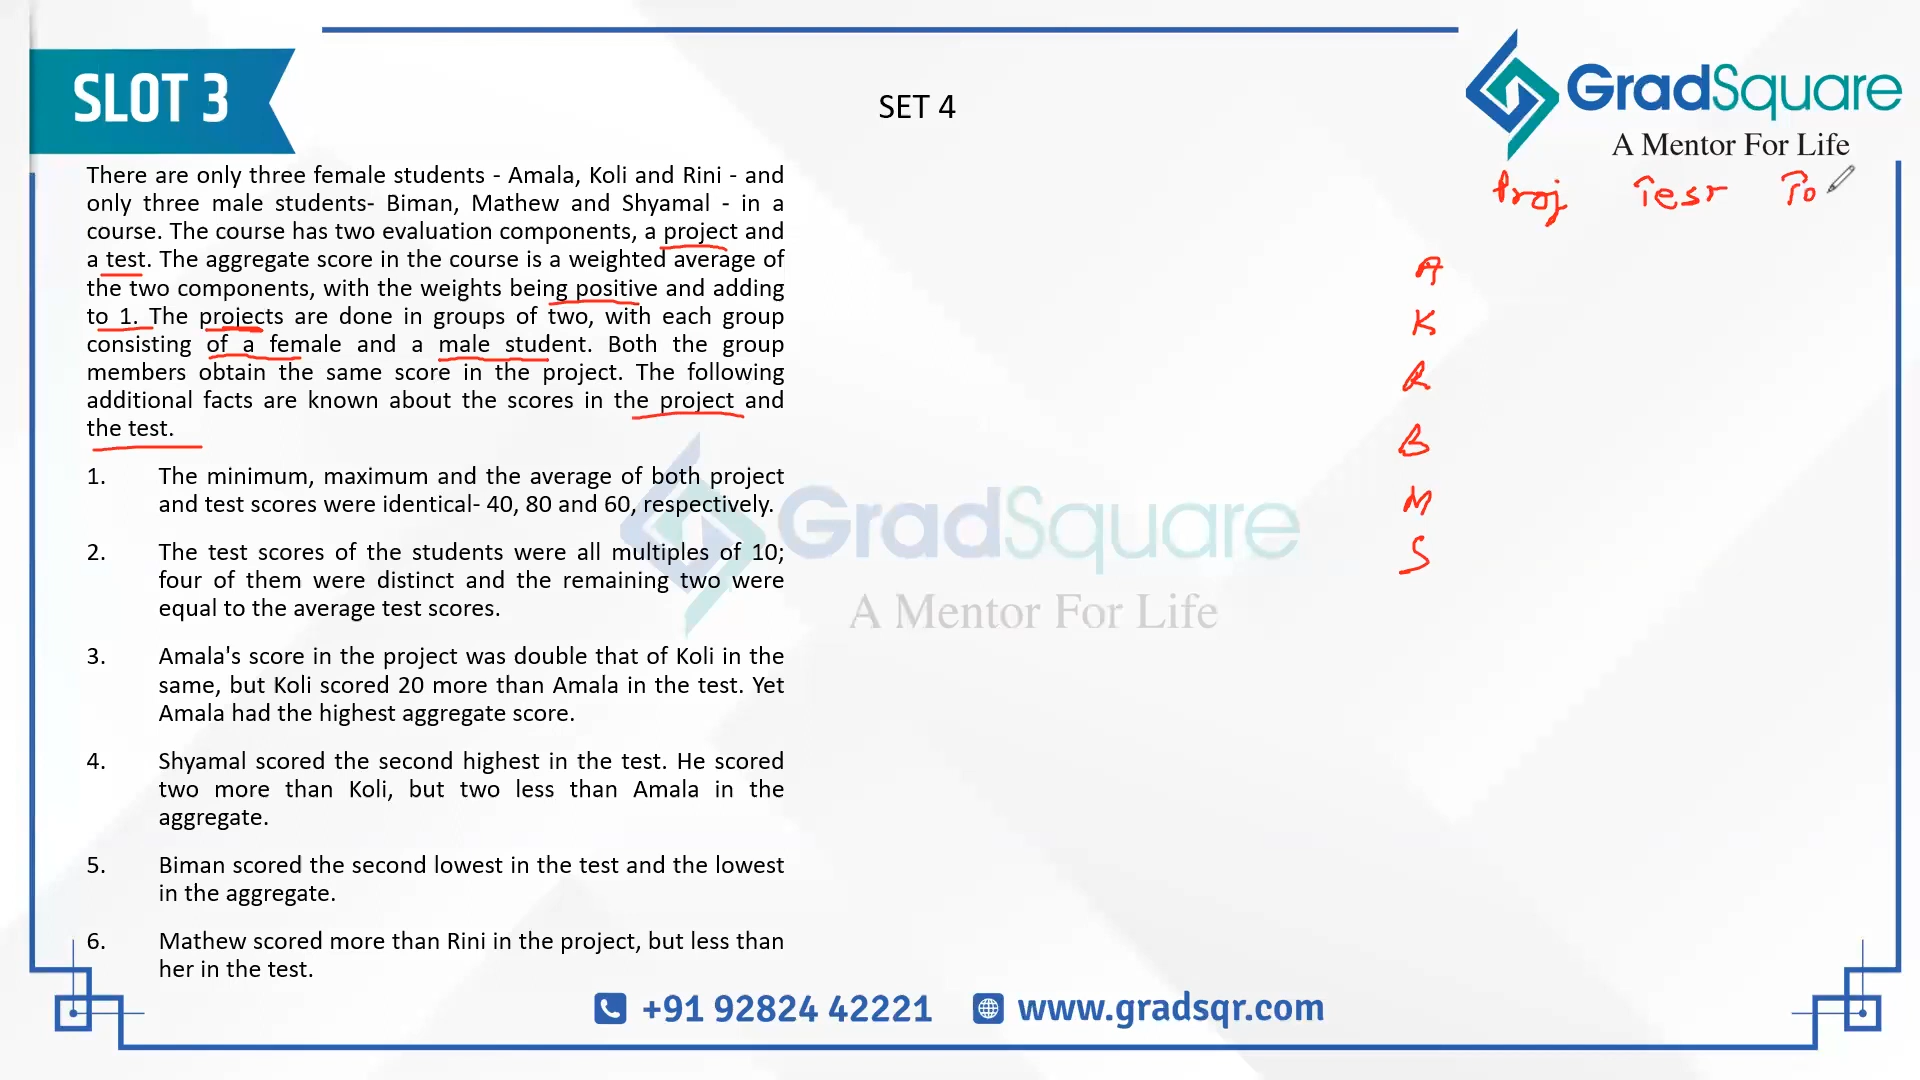 SLOT 3
SET 4
GradSquare
A Mentor For Life
There are only three female students - Amala, Koli and Rini - and
only three male students- Biman, Mathew and Shyamal - in a
course. The course has two evaluation components, a project and
a test. The aggregate score in the course is a weighted average of
the two components, with the weights being positive and adding
to 1. The projects are done in groups of two, with each group
consisting of a female and a male student. Both the group
members obtain the same score in the project. The following
additional facts are known about the scores in the project and
the test.
1. The minimum, maximum and the average of both project
and test scores were identical- 40, 80 and 60, respectively.
2. The test scores of the students were all multiples of 10;
four of them were distinct and the remaining two were
equal to the average test scores.
3. Amala's score in the project was double that of Koli in the
same, but Koli scored 20 more than Amala in the test. Yet
Amala had the highest aggregate score.
4. Shyamal scored the second highest in the test. He scored
two more than Koli, but two less than Amala in the
aggregate.
5. Biman scored the second lowest in the test and the lowest
in the aggregate.
6. Mathew scored more than Rini in the project, but less than
her in the test.
Proj Test To
A
K
R
B
M
S
GradSquare
A Mentor For Life
+91 92824 42221 www.gradsqr.com